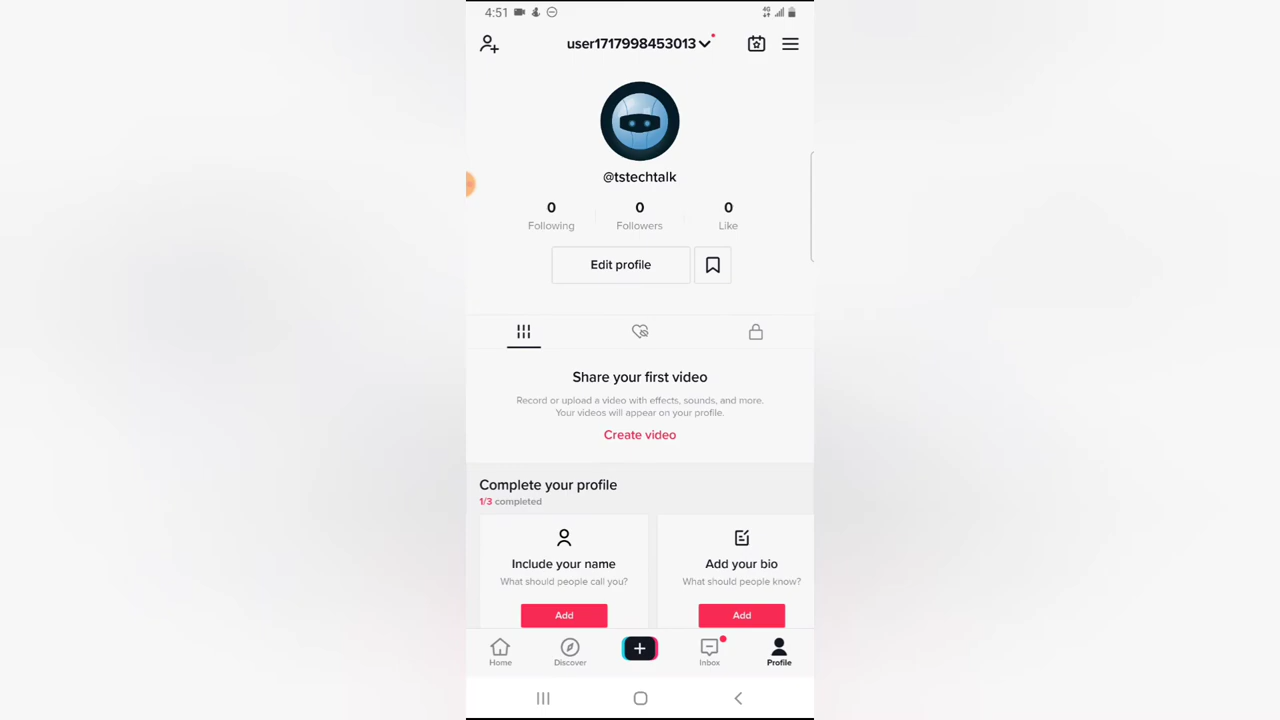 4:51
4G
user1717998453013
@tstechtalk
0 0 0
Following Followers Like
Edit profile
Share your first video
Record or upload a video with effects, sounds, and more.
Your videos will appear on your profile.
Create video
Complete your profile
1/3 completed
Include your name Add your bio
What should people call you? What should people know?
Add Add
Home Discover Inbox Profile